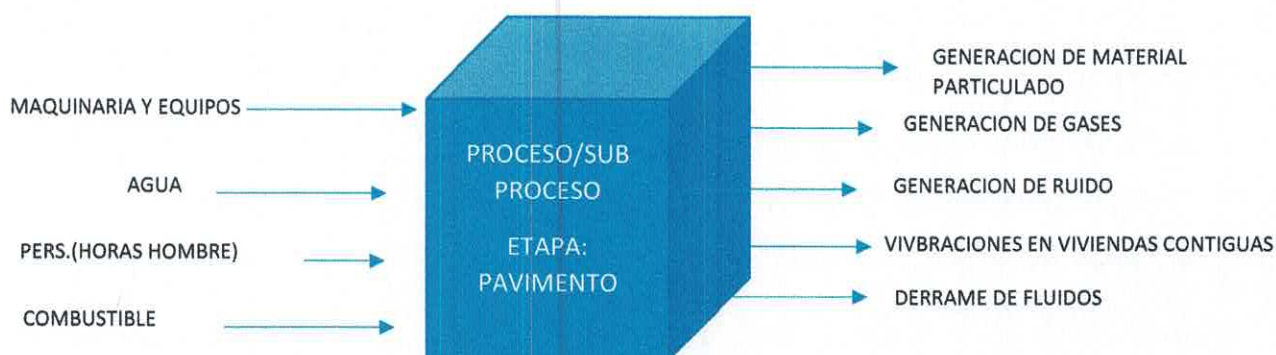 MAQUINARIA Y EQUIPOS
AGUA
PERS.(HORAS HOMBRE)
COMBUSTIBLE
PROCESO/SUB
PROCESO
ETAPA:
PAVIMENTO
GENERACION DE MATERIAL
PARTICULADO
GENERACION DE GASES
GENERACION DE RUIDO
VIVBRACIONES EN VIVIENDAS CONTIGUAS
DERRAME DE FLUIDOS